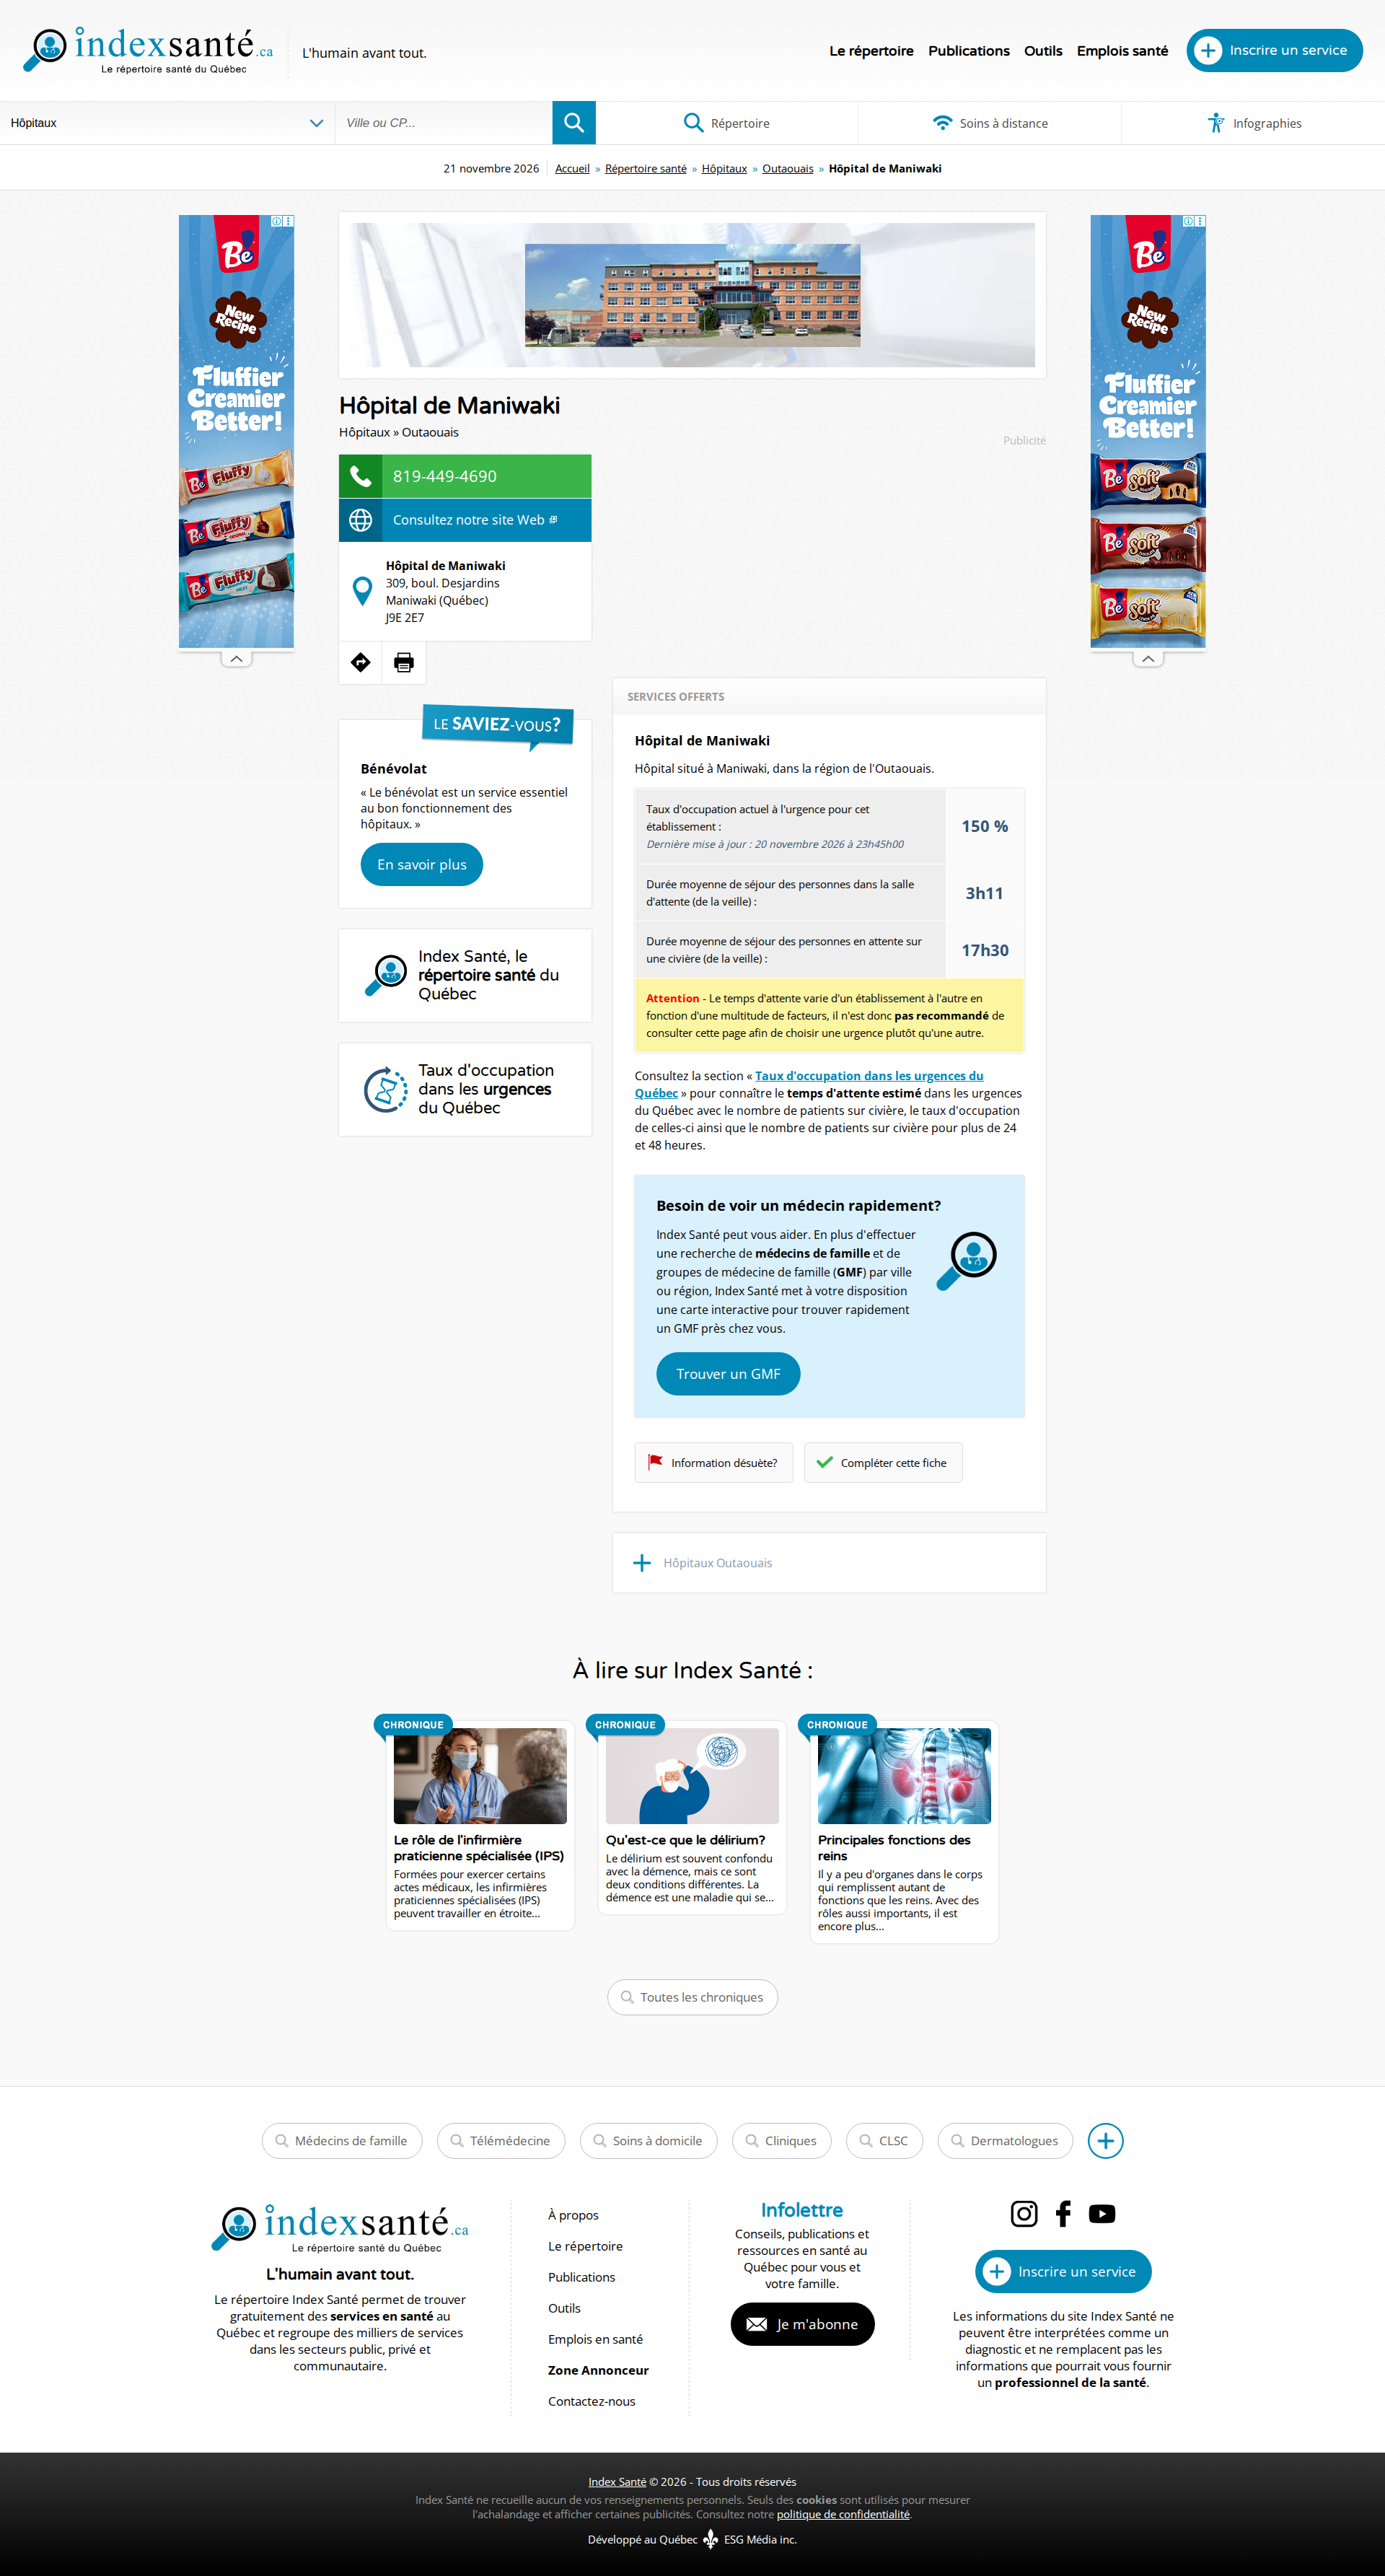 indexsanté.ca
Le répertoire santé du Québec
L'humain avant tout.
Le répertoire
Publications
Outils
Emplois santé
Inscrire un service
Hôpitaux
Ville ou CP...
Répertoire
Soins à distance
Infographies
21 novembre 2026
Accueil » Répertoire santé » Hôpitaux » Outaouais » Hôpital de Maniwaki
Be
New Recipe
Fluffier
Creamier
Better!
Be Fluffy
Be Fluffy ORIGINAL
Be Fluffy
Be
New Recipe
Fluffier
Creamier
Better!
Be Soft
Be Soft
Be Soft
Hôpital de Maniwaki
Hôpitaux » Outaouais
Publicité
819-449-4690
Consultez notre site Web
Hôpital de Maniwaki
309, boul. Desjardins
Maniwaki (Québec)
J9E 2E7
LE SAVIEZ-VOUS?
Bénévolat
« Le bénévolat est un service essentiel
au bon fonctionnement des
hôpitaux. »
En savoir plus
Index Santé, le
répertoire santé du
Québec
Taux d'occupation
dans les urgences
du Québec
SERVICES OFFERTS
Hôpital de Maniwaki
Hôpital situé à Maniwaki, dans la région de l'Outaouais.
Taux d'occupation actuel à l'urgence pour cet
établissement :
Dernière mise à jour : 20 novembre 2026 à 23h45h00
150 %
Durée moyenne de séjour des personnes dans la salle
d'attente (de la veille) :
3h11
Durée moyenne de séjour des personnes en attente sur
une civière (de la veille) :
17h30
Attention - Le temps d'attente varie d'un établissement à l'autre en
fonction d'une multitude de facteurs, il n'est donc pas recommandé de
consulter cette page afin de choisir une urgence plutôt qu'une autre.
Consultez la section « Taux d'occupation dans les urgences du
Québec » pour connaître le temps d'attente estimé dans les urgences
du Québec avec le nombre de patients sur civière, le taux d'occupation
de celles-ci ainsi que le nombre de patients sur civière pour plus de 24
et 48 heures.
Besoin de voir un médecin rapidement?
Index Santé peut vous aider. En plus d'effectuer
une recherche de médecins de famille et de
groupes de médecine de famille (GMF) par ville
ou région, Index Santé met à votre disposition
une carte interactive pour trouver rapidement
un GMF près chez vous.
Trouver un GMF
Information désuète?
Compléter cette fiche
Hôpitaux Outaouais
À lire sur Index Santé :
CHRONIQUE
Le rôle de l'infirmière
praticienne spécialisée (IPS)
Formées pour exercer certains
actes médicaux, les infirmières
praticiennes spécialisées (IPS)
peuvent travailler en étroite...
CHRONIQUE
Qu'est-ce que le délirium?
Le délirium est souvent confondu
avec la démence, mais ce sont
deux conditions différentes. La
démence est une maladie qui se...
CHRONIQUE
Principales fonctions des
reins
Il y a peu d'organes dans le corps
qui remplissent autant de
fonctions que les reins. Avec des
rôles aussi importants, il est
encore plus...
Toutes les chroniques
Médecins de famille
Télémédecine
Soins à domicile
Cliniques
CLSC
Dermatologues
indexsanté.ca
Le répertoire santé du Québec
L'humain avant tout.
Le répertoire Index Santé permet de trouver
gratuitement des services en santé au
Québec et regroupe des milliers de services
dans les secteurs public, privé et
communautaire.
À propos
Le répertoire
Publications
Outils
Emplois en santé
Zone Annonceur
Contactez-nous
Infolettre
Conseils, publications et
ressources en santé au
Québec pour vous et
votre famille.
Je m'abonne
Inscrire un service
Les informations du site Index Santé ne
peuvent être interprétées comme un
diagnostic et ne remplacent pas les
informations que pourrait vous fournir
un professionnel de la santé.
Index Santé © 2026 - Tous droits réservés
Index Santé ne recueille aucun de vos renseignements personnels. Seuls des cookies sont utilisés pour mesurer
l'achalandage et afficher certaines publicités. Consultez notre politique de confidentialité.
Développé au Québec ESG Média inc.